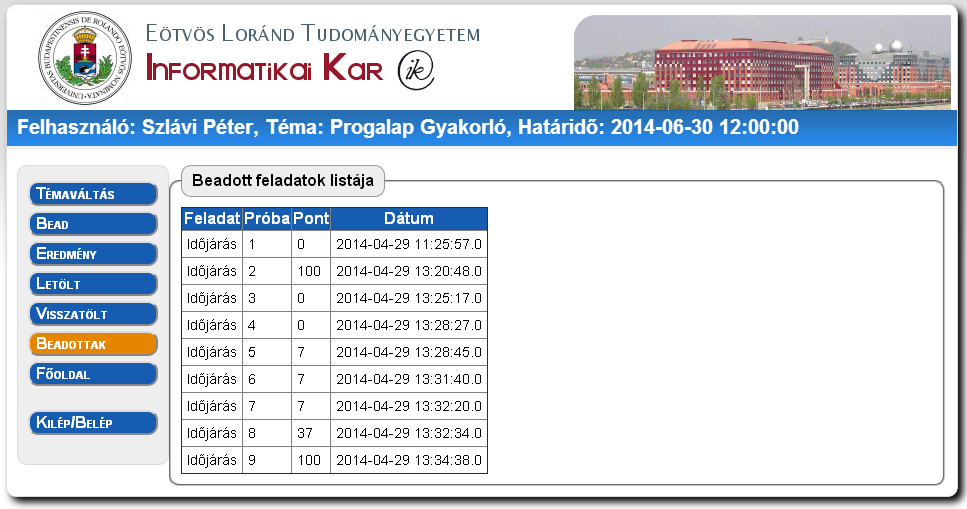 Eötvös Loránd Tudományegyetem
Informatikai Kar ik
Felhasználó: Szlávi Péter, Téma: Progalap Gyakorló, Határidő: 2014-06-30 12:00:00
Témaváltás
Bead
Eredmény
Letölt
Visszatölt
Beadottak
Főoldal
Kilép/Belép
Beadott feladatok listája
Feladat Próba Pont Dátum
Időjárás 1 0 2014-04-29 11:25:57.0
Időjárás 2 100 2014-04-29 13:20:48.0
Időjárás 3 0 2014-04-29 13:25:17.0
Időjárás 4 0 2014-04-29 13:28:27.0
Időjárás 5 7 2014-04-29 13:28:45.0
Időjárás 6 7 2014-04-29 13:31:40.0
Időjárás 7 7 2014-04-29 13:32:20.0
Időjárás 8 37 2014-04-29 13:32:34.0
Időjárás 9 100 2014-04-29 13:34:38.0